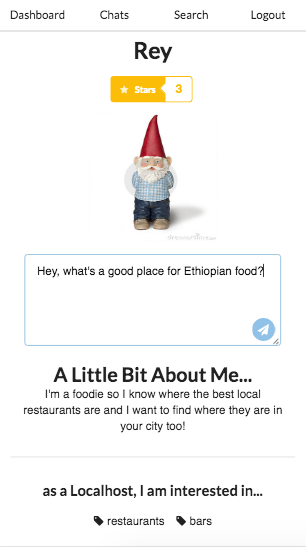 Dashboard Chats Search Logout
Rey
Stars 3
Hey, what's a good place for Ethiopian food?
A Little Bit About Me...
I'm a foodie so I know where the best local
restaurants are and I want to find where they are in
your city too!
as a Localhost, I am interested in...
restaurants bars